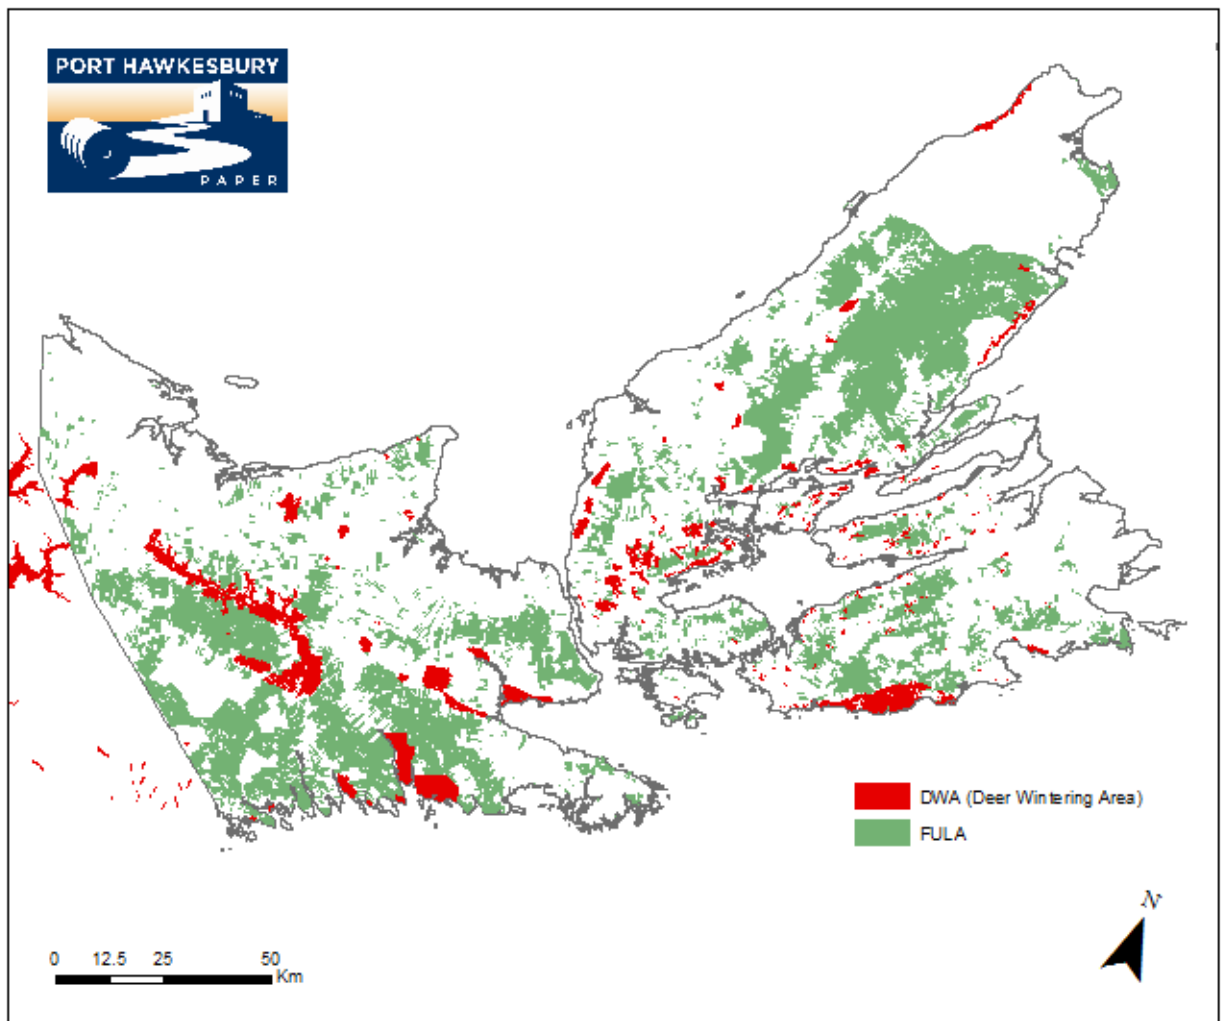 PORT HAWKESBURY
PAPER
DWA (Deer Wintering Area)
FULA
N
0 12.5 25 50
Km